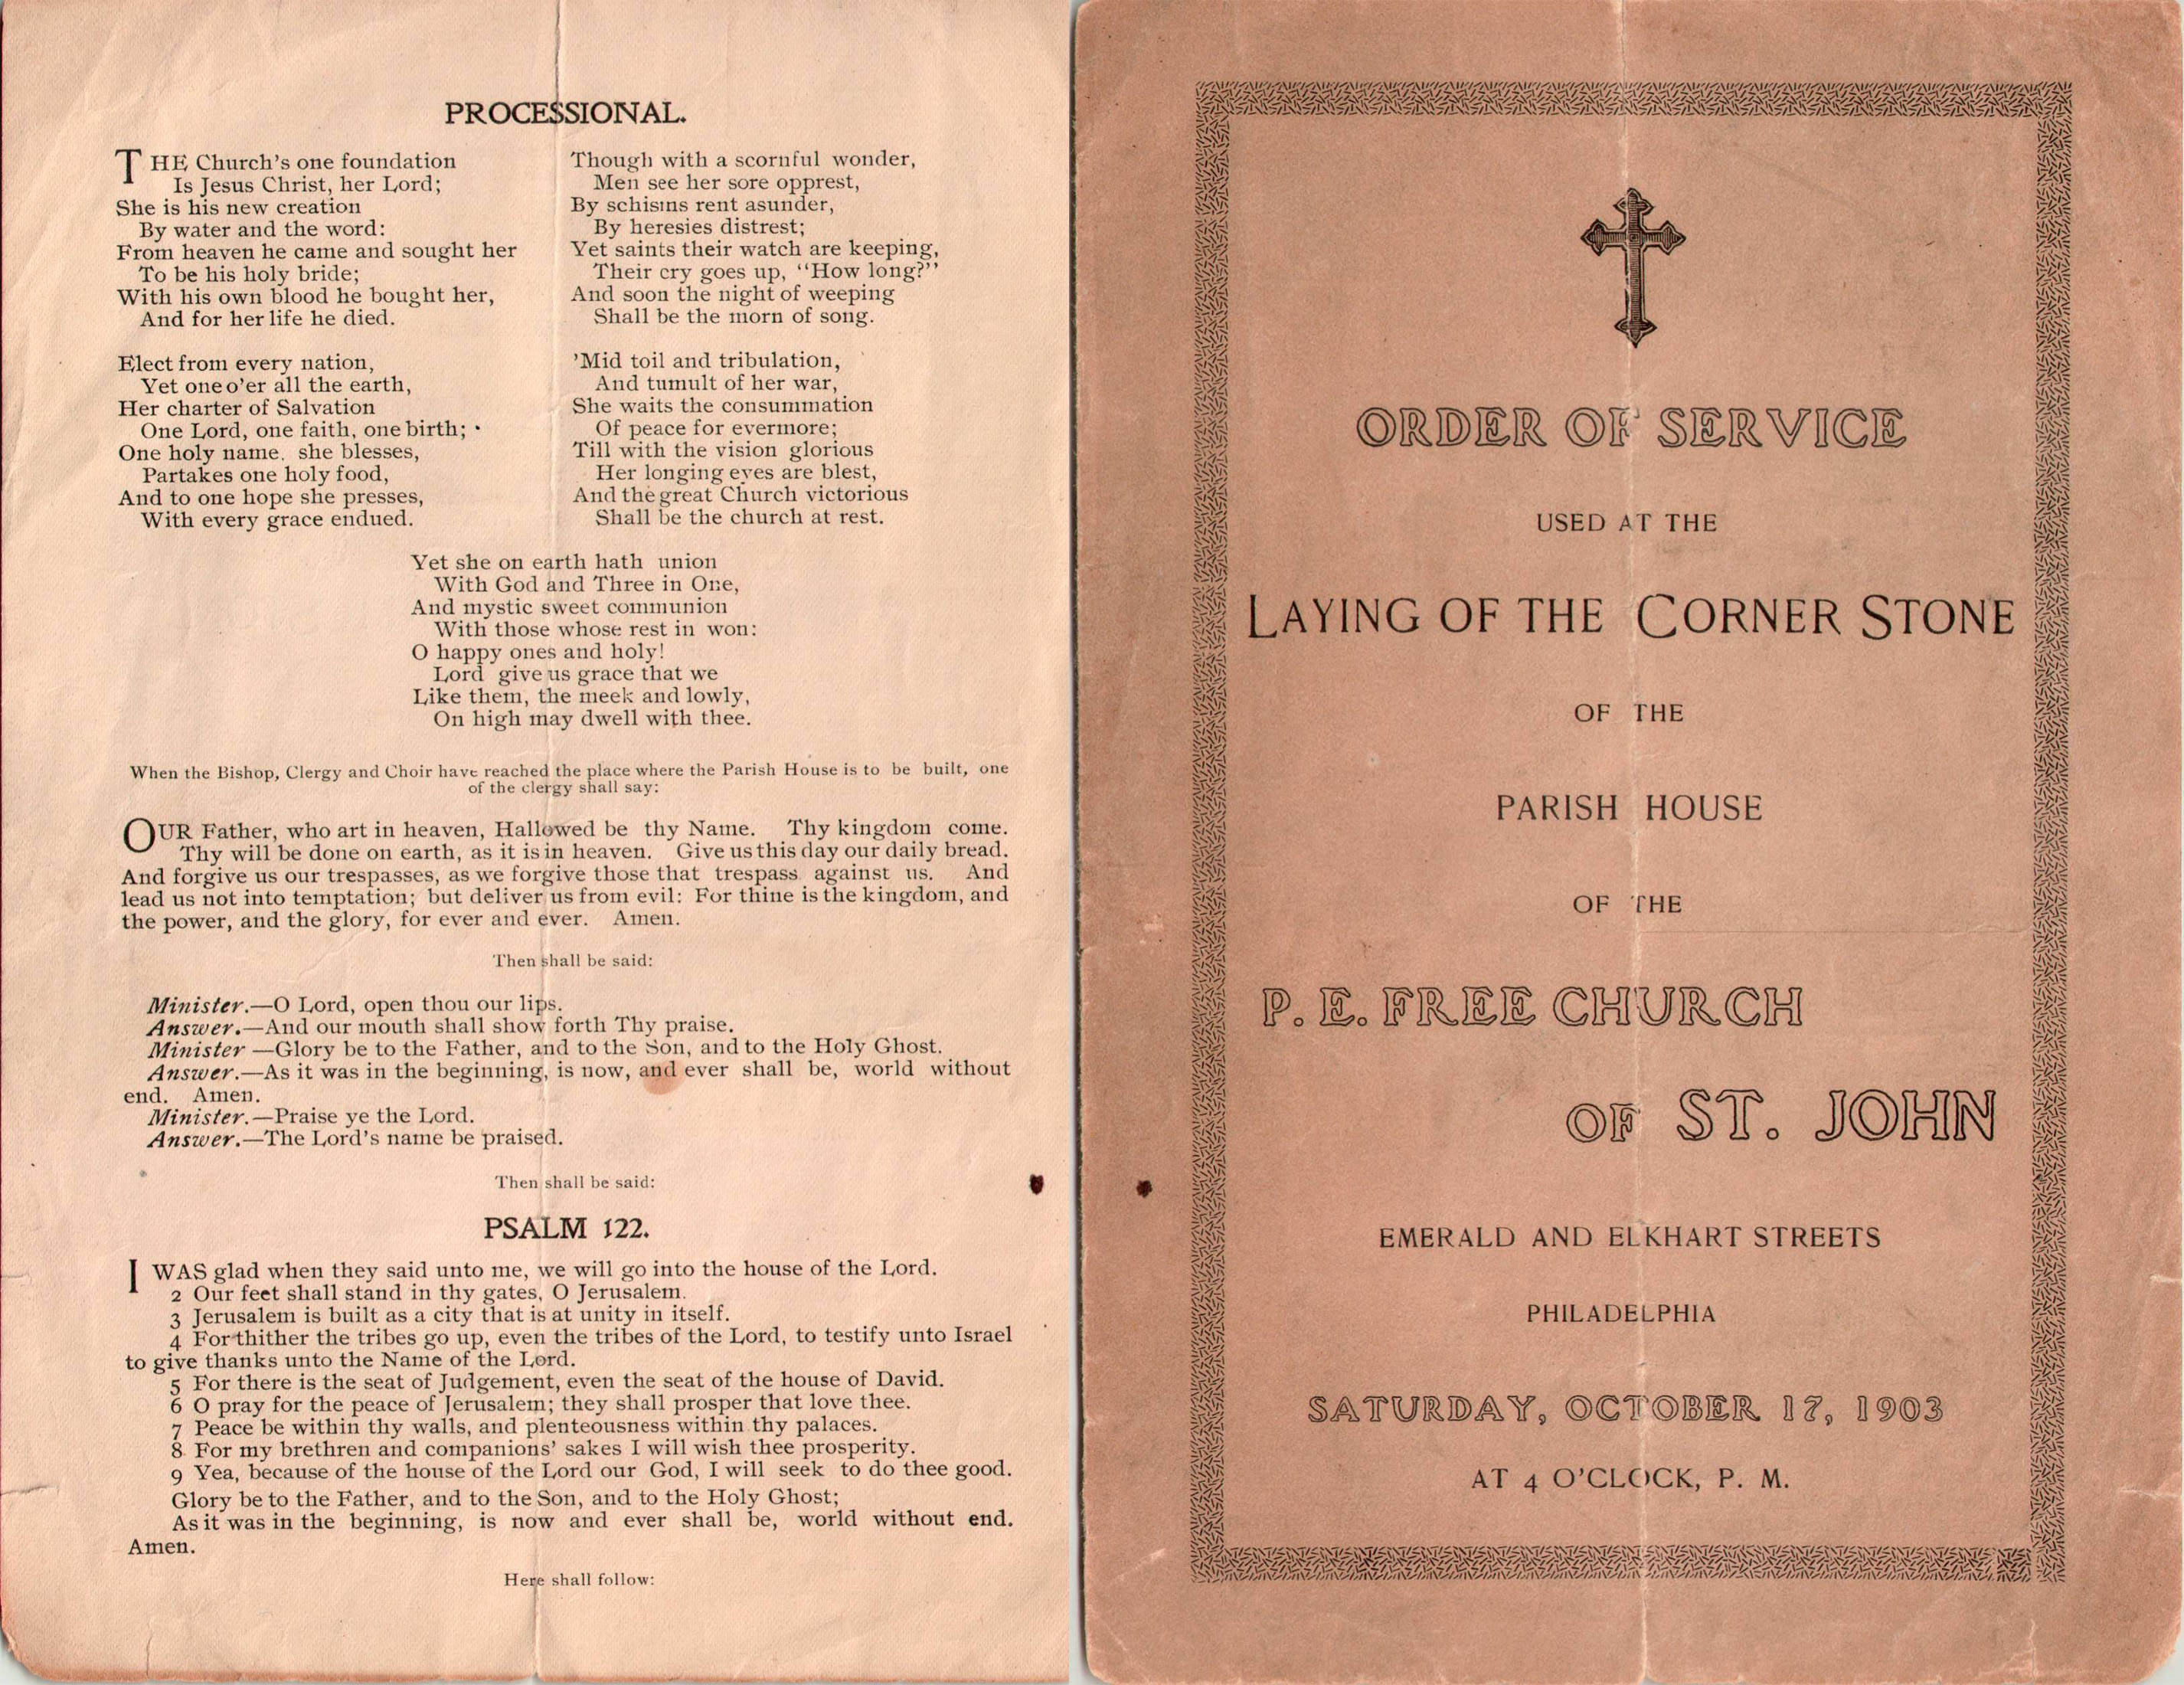 PROCESSIONAL.
THE Church's one foundation
Is Jesus Christ, her Lord;
She is his new creation
By water and the word:
From heaven he came and sought her
To be his holy bride;
With his own blood he bought her,
And for her life he died.
Elect from every nation,
Yet one o'er all the earth,
Her charter of Salvation
One Lord, one faith, one birth;
One holy name. she blesses,
Partakes one holy food,
And to one hope she presses,
With every grace endued.
Though with a scornful wonder,
Men see her sore opprest,
By schisms rent asunder,
By heresies distrest;
Yet saints their watch are keeping,
Their cry goes up, "How long?"
And soon the night of weeping
Shall be the morn of song.
'Mid toil and tribulation,
And tumult of her war,
She waits the consummation
Of peace for evermore;
Till with the vision glorious
Her longing eyes are blest,
And the great Church victorious
Shall be the church at rest.
Yet she on earth hath union
With God and Three in One,
And mystic sweet communion
With those whose rest in won:
O happy ones and holy!
Lord give us grace that we
Like them, the meek and lowly,
On high may dwell with thee.
When the Bishop, Clergy and Choir have reached the place where the Parish House is to be built, one
of the clergy shall say:
OUR Father, who art in heaven, Hallowed be thy Name. Thy kingdom come.
Thy will be done on earth, as it is in heaven. Give us this day our daily bread.
And forgive us our trespasses, as we forgive those that trespass against us. And
lead us not into temptation; but deliver us from evil: For thine is the kingdom, and
the power, and the glory, for ever and ever. Amen.
Then shall be said:
Minister.—O Lord, open thou our lips.
Answer.—And our mouth shall show forth Thy praise.
Minister —Glory be to the Father, and to the Son, and to the Holy Ghost.
Answer.—As it was in the beginning, is now, and ever shall be, world without
end. Amen.
Minister.—Praise ye the Lord.
Answer.—The Lord's name be praised.
Then shall be said:
PSALM 122.
I WAS glad when they said unto me, we will go into the house of the Lord.
2 Our feet shall stand in thy gates, O Jerusalem.
3 Jerusalem is built as a city that is at unity in itself.
4 For thither the tribes go up, even the tribes of the Lord, to testify unto Israel
to give thanks unto the Name of the Lord.
5 For there is the seat of Judgement, even the seat of the house of David.
6 O pray for the peace of Jerusalem; they shall prosper that love thee.
7 Peace be within thy walls, and plenteousness within thy palaces.
8 For my brethren and companions' sakes I will wish thee prosperity.
9 Yea, because of the house of the Lord our God, I will seek to do thee good.
Glory be to the Father, and to the Son, and to the Holy Ghost;
As it was in the beginning, is now and ever shall be, world without end.
Amen.
Here shall follow:
ORDER OF SERVICE
USED AT THE
LAYING OF THE CORNER STONE
OF THE
PARISH HOUSE
OF THE
P. E. FREE CHURCH
OF ST. JOHN
EMERALD AND ELKHART STREETS
PHILADELPHIA
SATURDAY, OCTOBER 17, 1903
AT 4 O'CLOCK, P. M.